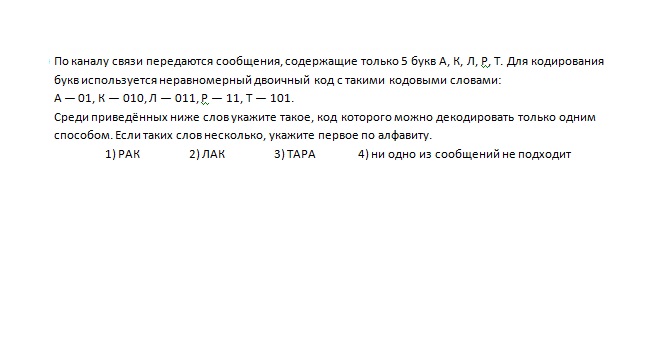 По каналу связи передаются сообщения, содержащие только 5 букв А, К, Л, Р, Т. Для кодирования
букв используется неравномерный двоичный код с такими кодовыми словами:
А — 01, К — 010, Л — 011, Р — 11, Т — 101.
Среди приведённых ниже слов укажите такое, код которого можно декодировать только одним
способом. Если таких слов несколько, укажите первое по алфавиту.
1) РАК 2) ЛАК 3) ТАРА 4) ни одно из сообщений не подходит